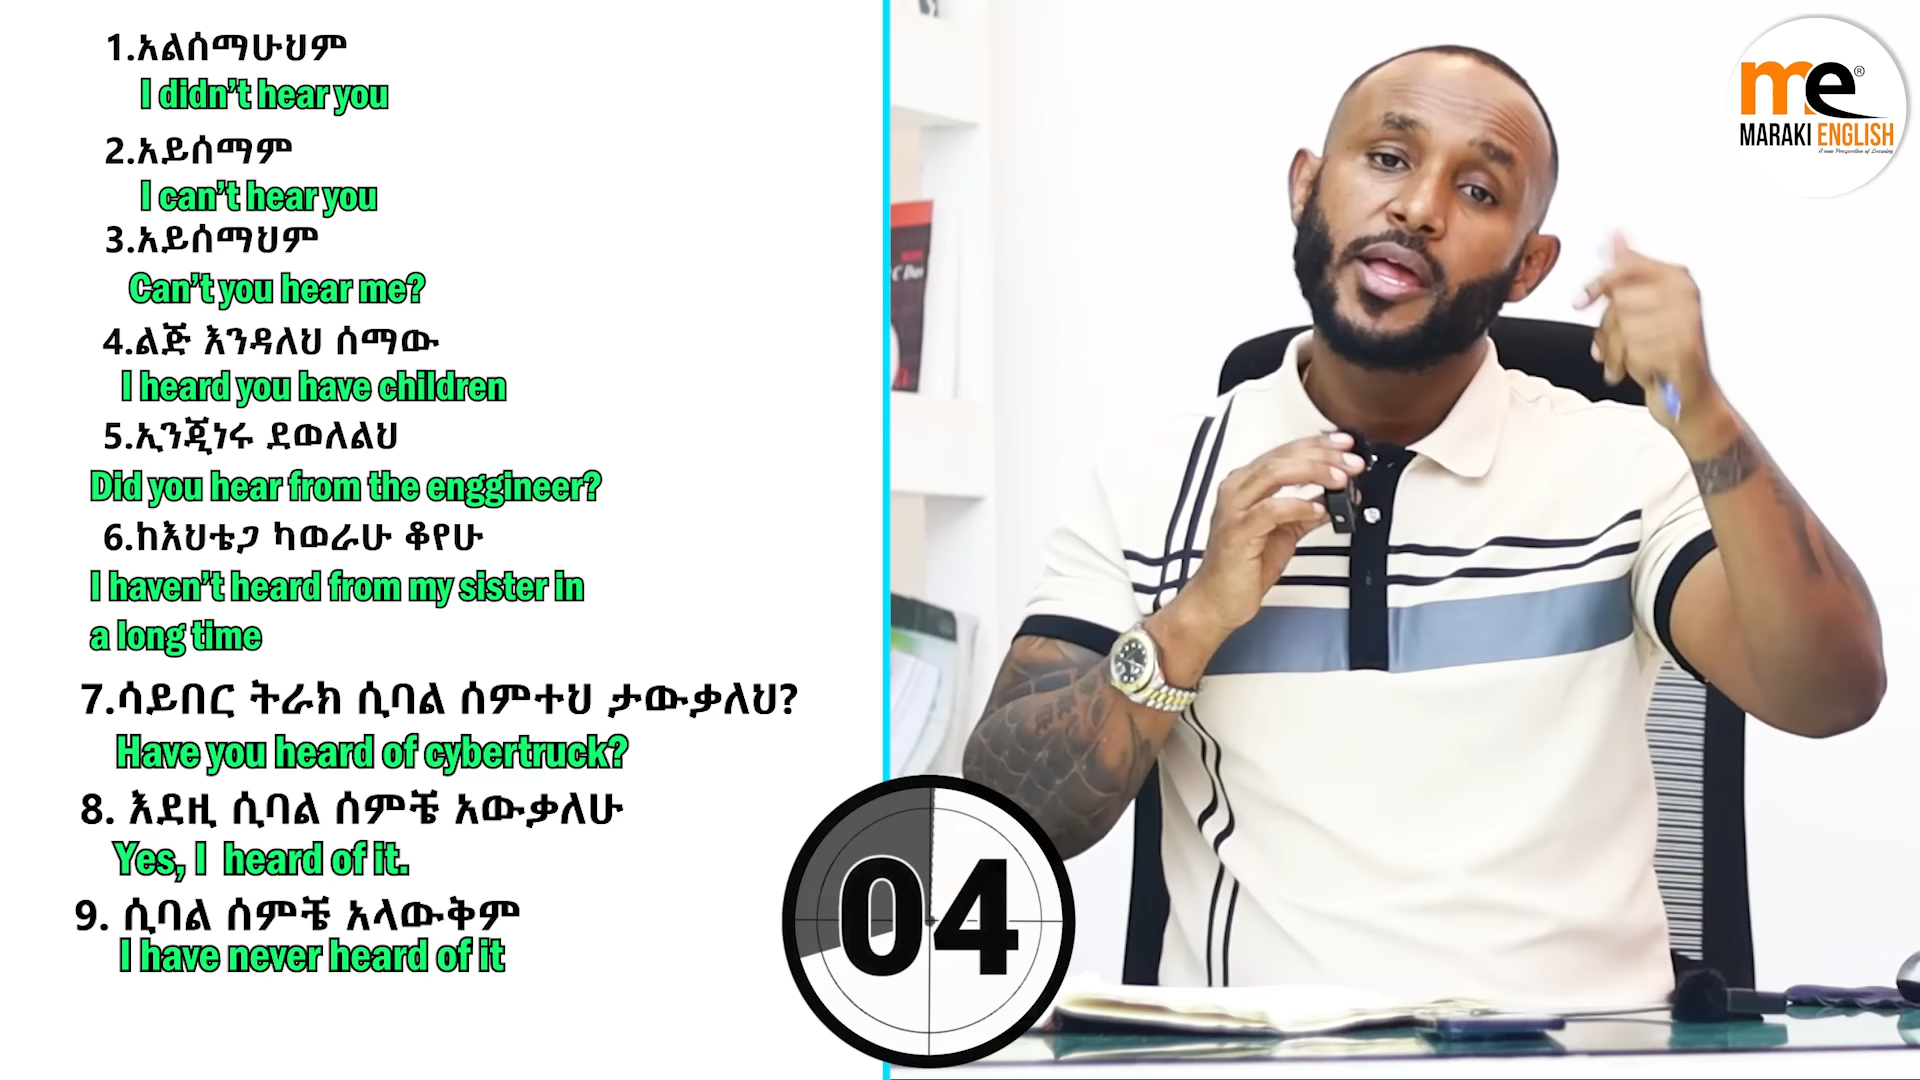 1.አልሰማሁህም
I didn't hear you
2.አይሰማም
I can't hear you
3.አይሰማህም
Can't you hear me?
4.ልጅ እንዳለህ ሰማው
I heard you have children
5.ኢንጂነሩ ደወለልህ
Did you hear from the enggineer?
6.ከእህቴጋ ካወራሁ ቆየሁ
I haven't heard from my sister in
a long time
7.ሳይበር ትራክ ሲባል ሰምተህ ታውቃለህ?
Have you heard of cybertruck?
8. እደዚ ሲባል ሰምቼ አውቃለሁ
Yes, I heard of it.
9. ሲባል ሰምቼ አላውቅም
I have never heard of it
04
me®
MARAKI ENGLISH